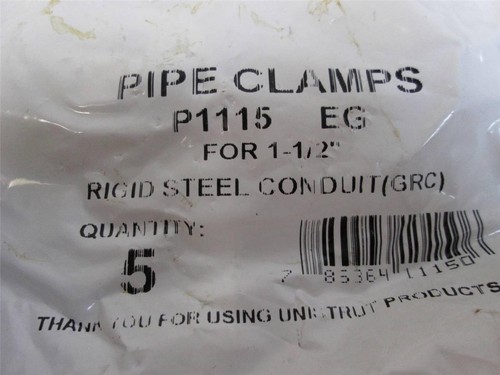 PIPE CLAMPS
P1115 EG
FOR 1-1/2"
RIGID STEEL CONDUIT(GRC)
QUANTITY:
5
7 85364 11150
THANK YOU FOR USING UNISTRUT PRODUCTS